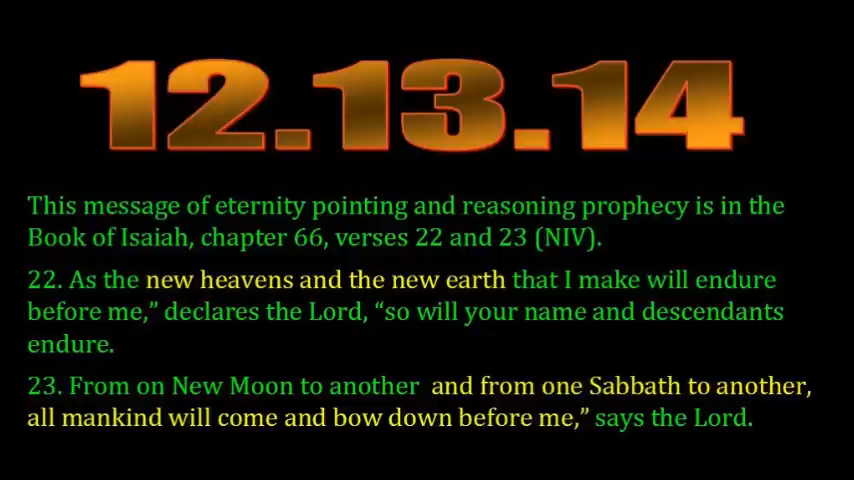 12.13.14
This message of eternity pointing and reasoning prophecy is in the
Book of Isaiah, chapter 66, verses 22 and 23 (NIV).
22. As the new heavens and the new earth that I make will endure
before me,” declares the Lord, “so will your name and descendants
endure.
23. From on New Moon to another and from one Sabbath to another,
all mankind will come and bow down before me,” says the Lord.